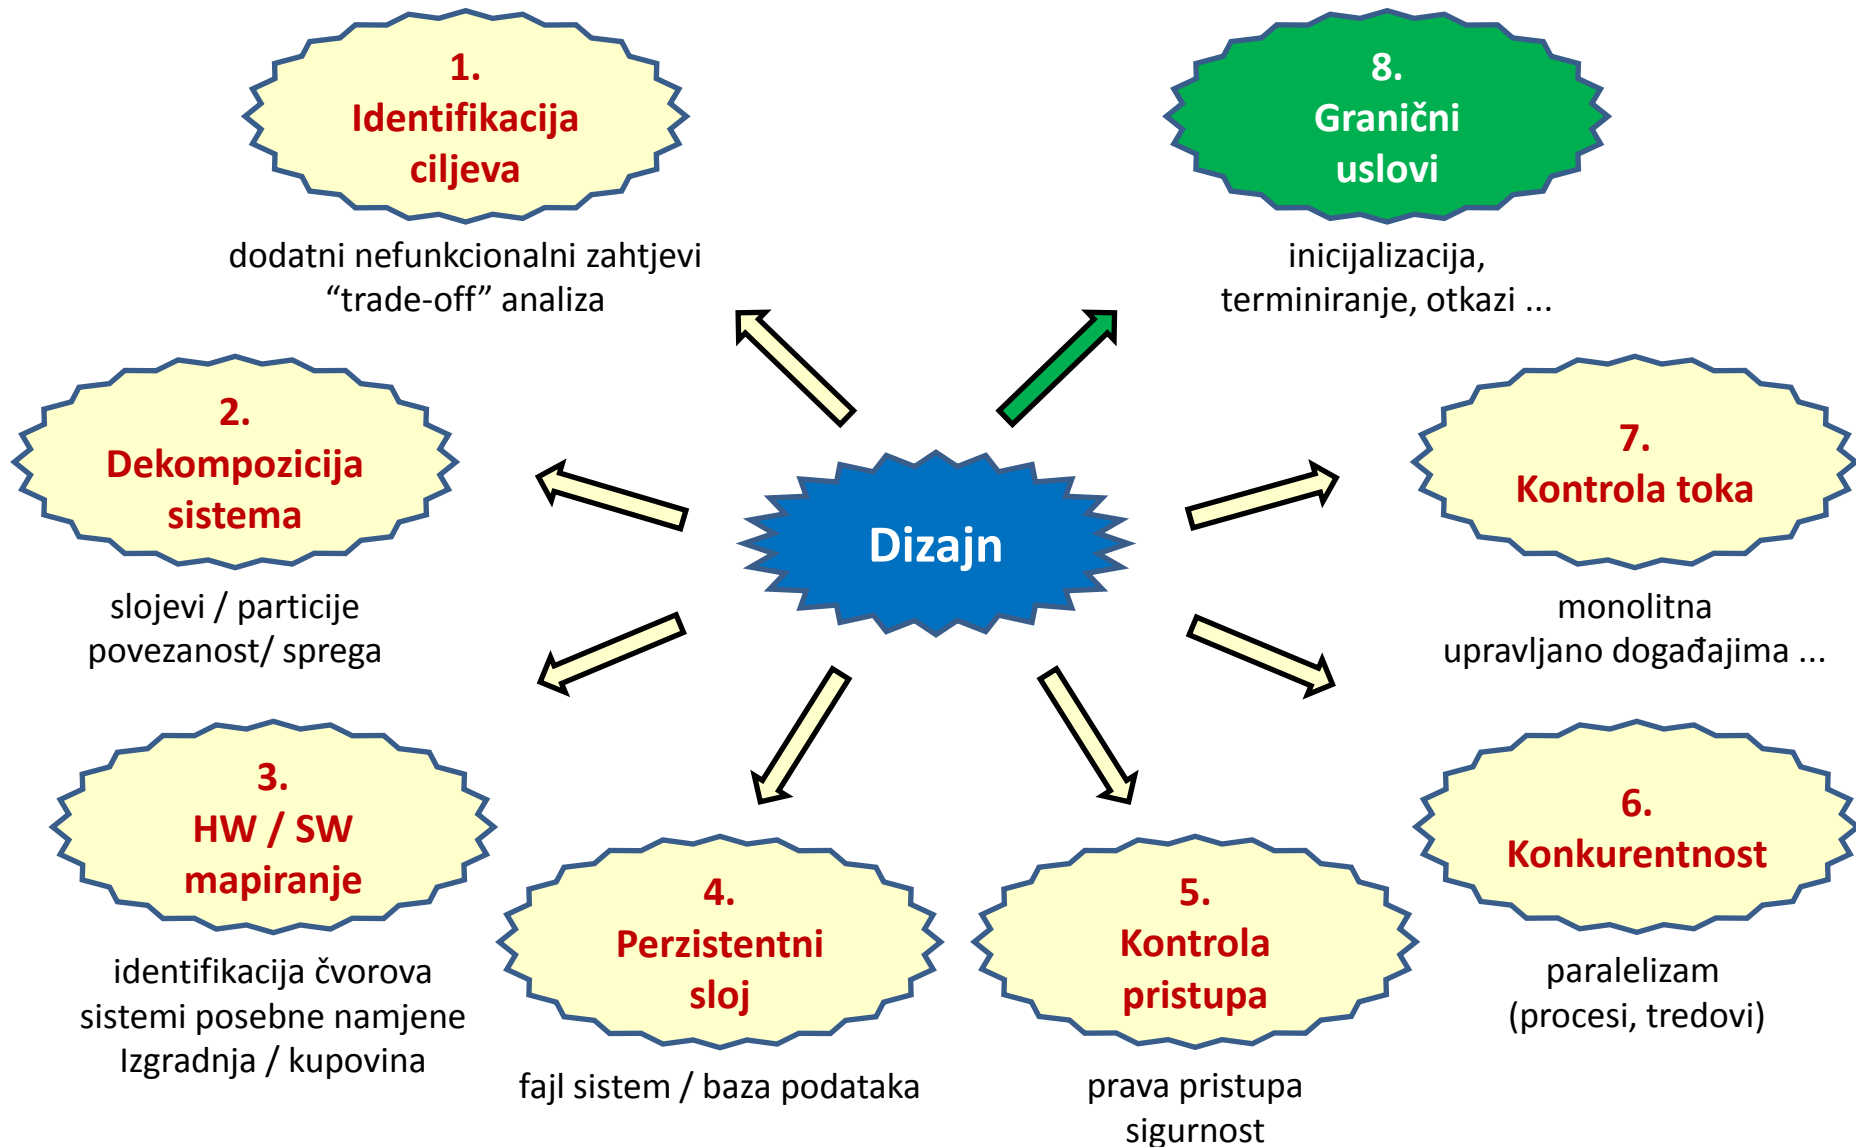 1.
Identifikacija
ciljeva
dodatni nefunkcionalni zahtjevi
“trade-off” analiza
2.
Dekompozicija
sistema
slojevi / particije
povezanost/ sprega
3.
HW / SW
mapiranje
identifikacija čvorova
sistemi posebne namjene
Izgradnja / kupovina
4.
Perzistentni
sloj
fajl sistem / baza podataka
5.
Kontrola
pristupa
prava pristupa
sigurnost
6.
Konkurentnost
paralelizam
(procesi, tredovi)
7.
Kontrola toka
monolitna
upravljano događajima ...
8.
Granični
uslovi
inicijalizacija,
terminiranje, otkazi ...
Dizajn